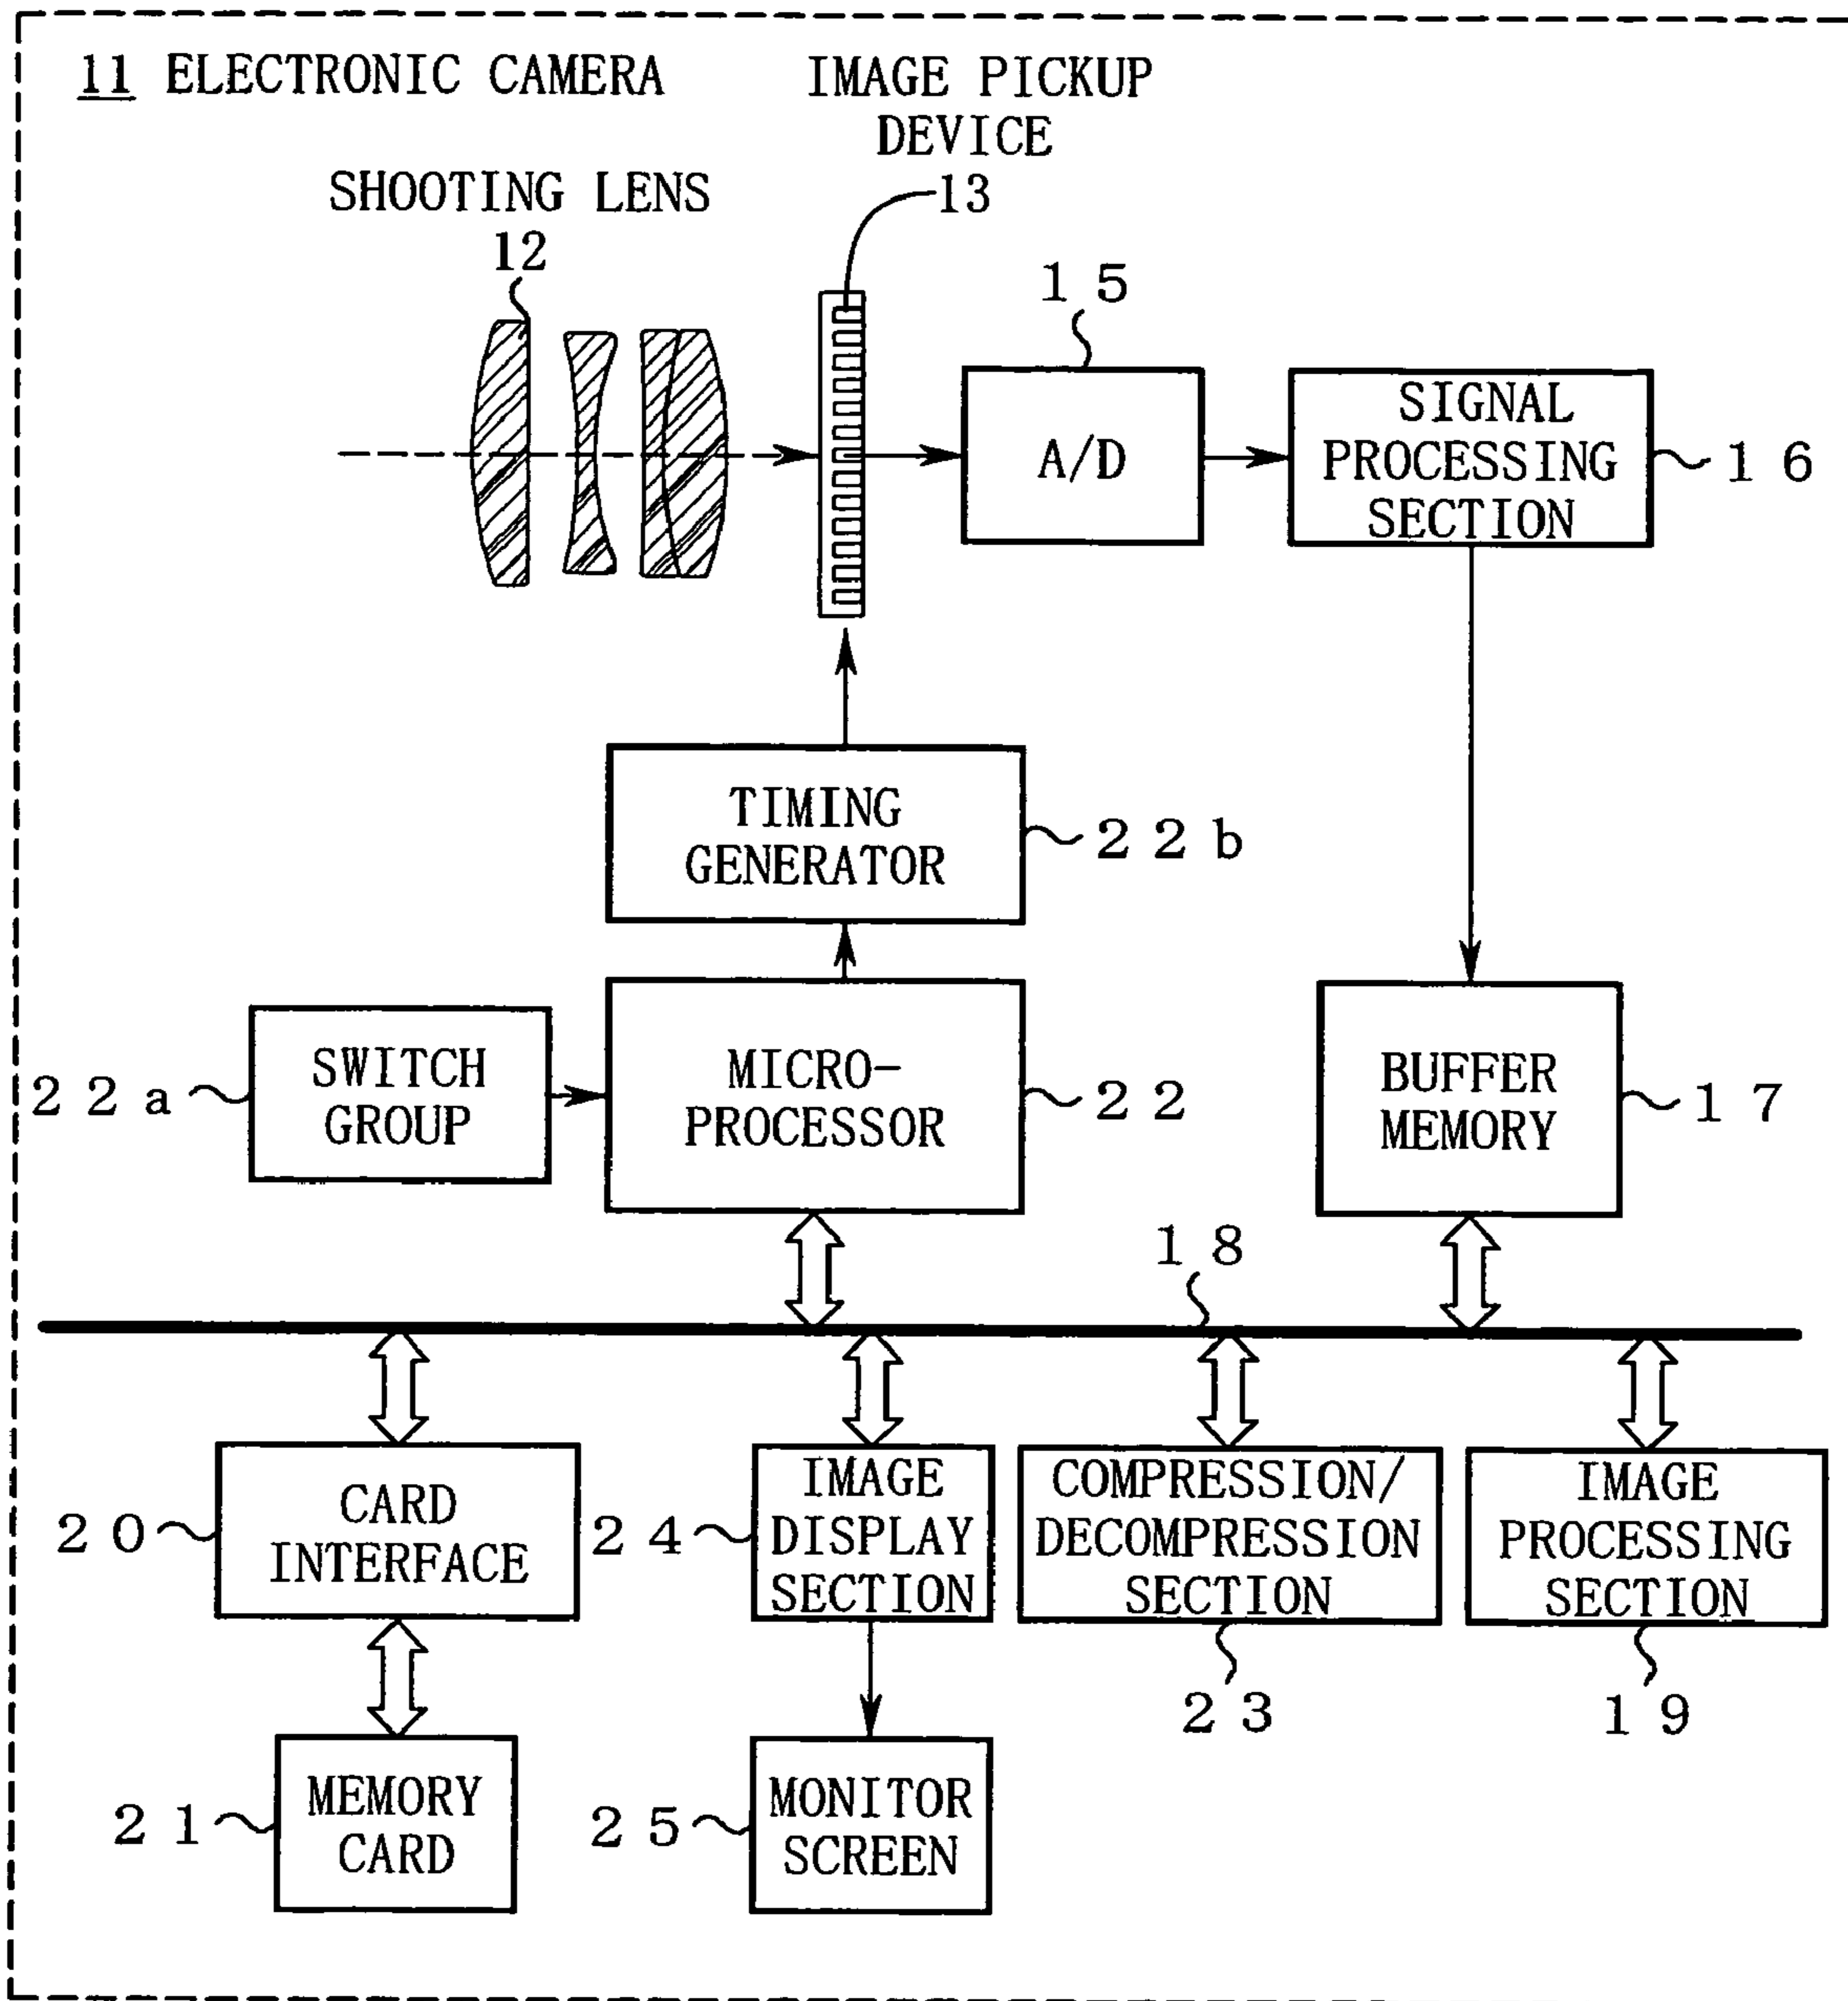 11 ELECTRONIC CAMERA
IMAGE PICKUP
DEVICE
13
SHOOTING LENS
12
15
A/D
SIGNAL
PROCESSING
SECTION
16
TIMING
GENERATOR
22b
SWITCH
GROUP
22a
MICRO-
PROCESSOR
22
BUFFER
MEMORY
17
18
CARD
INTERFACE
20
IMAGE
DISPLAY
SECTION
24
COMPRESSION/
DECOMPRESSION
SECTION
23
IMAGE
PROCESSING
SECTION
19
MEMORY
CARD
21
MONITOR
SCREEN
25